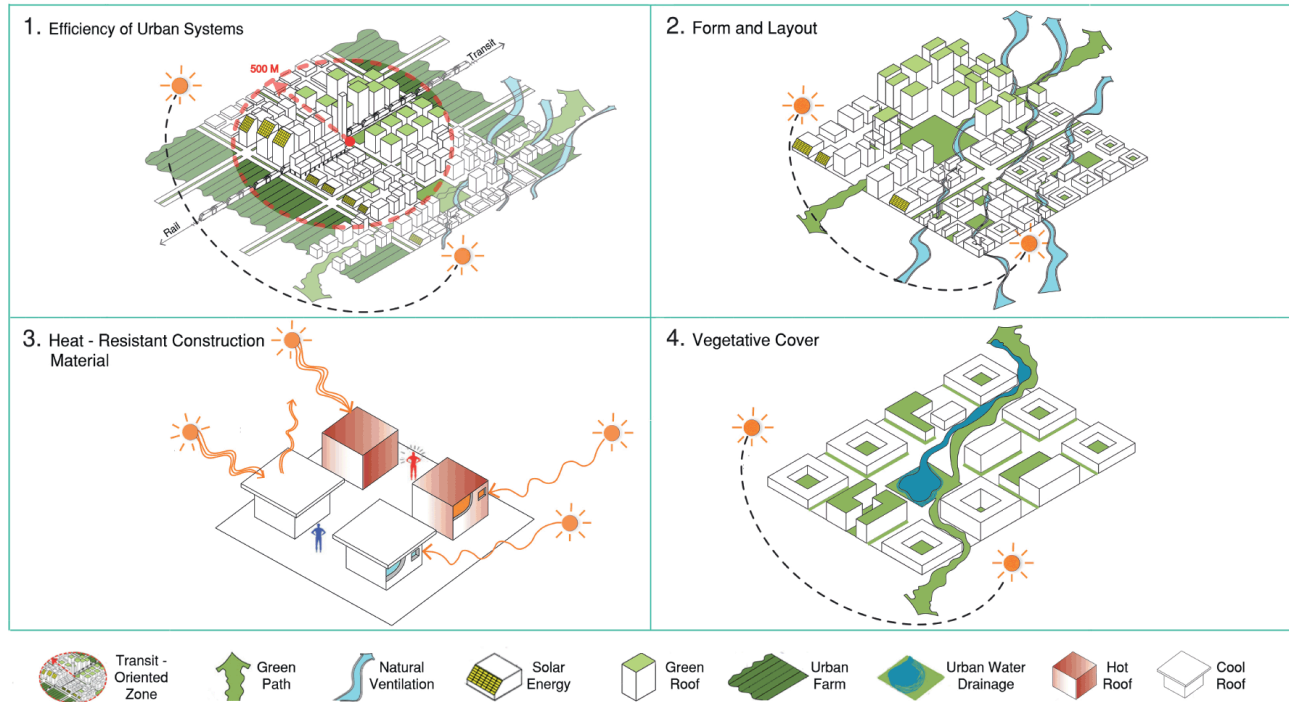 1. Efficiency of Urban Systems
500 M
Transit
Rail
2. Form and Layout
3. Heat - Resistant Construction
Material
4. Vegetative Cover
Transit -
Oriented
Zone
Green
Path
Natural
Ventilation
Solar
Energy
Green
Roof
Urban
Farm
Urban Water
Drainage
Hot
Roof
Cool
Roof